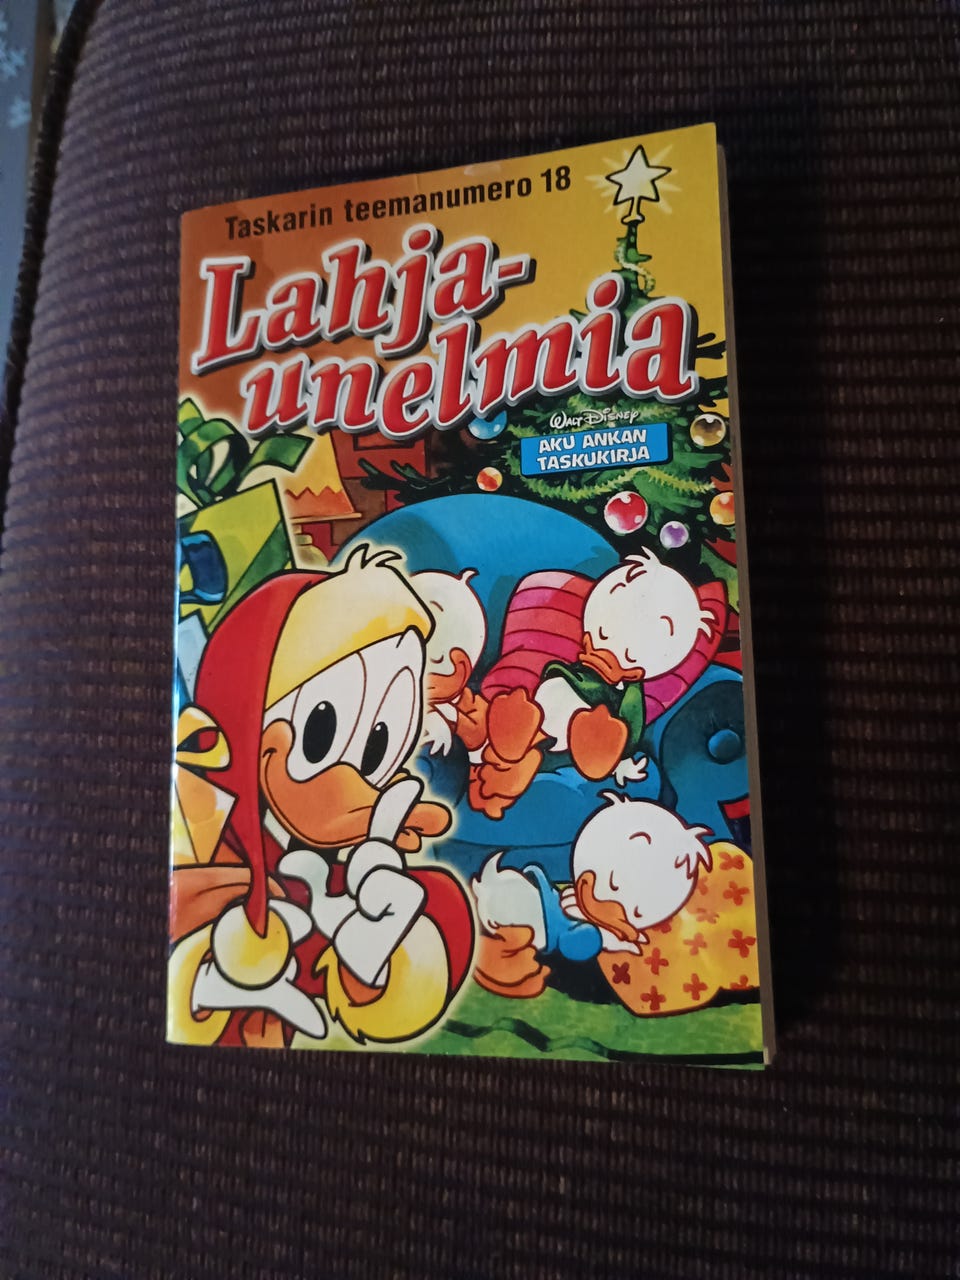 Taskarin teemanumero 18
Lahja-
unelmia
WALT DISNEY
AKU ANKAN
TASKUKIRJA